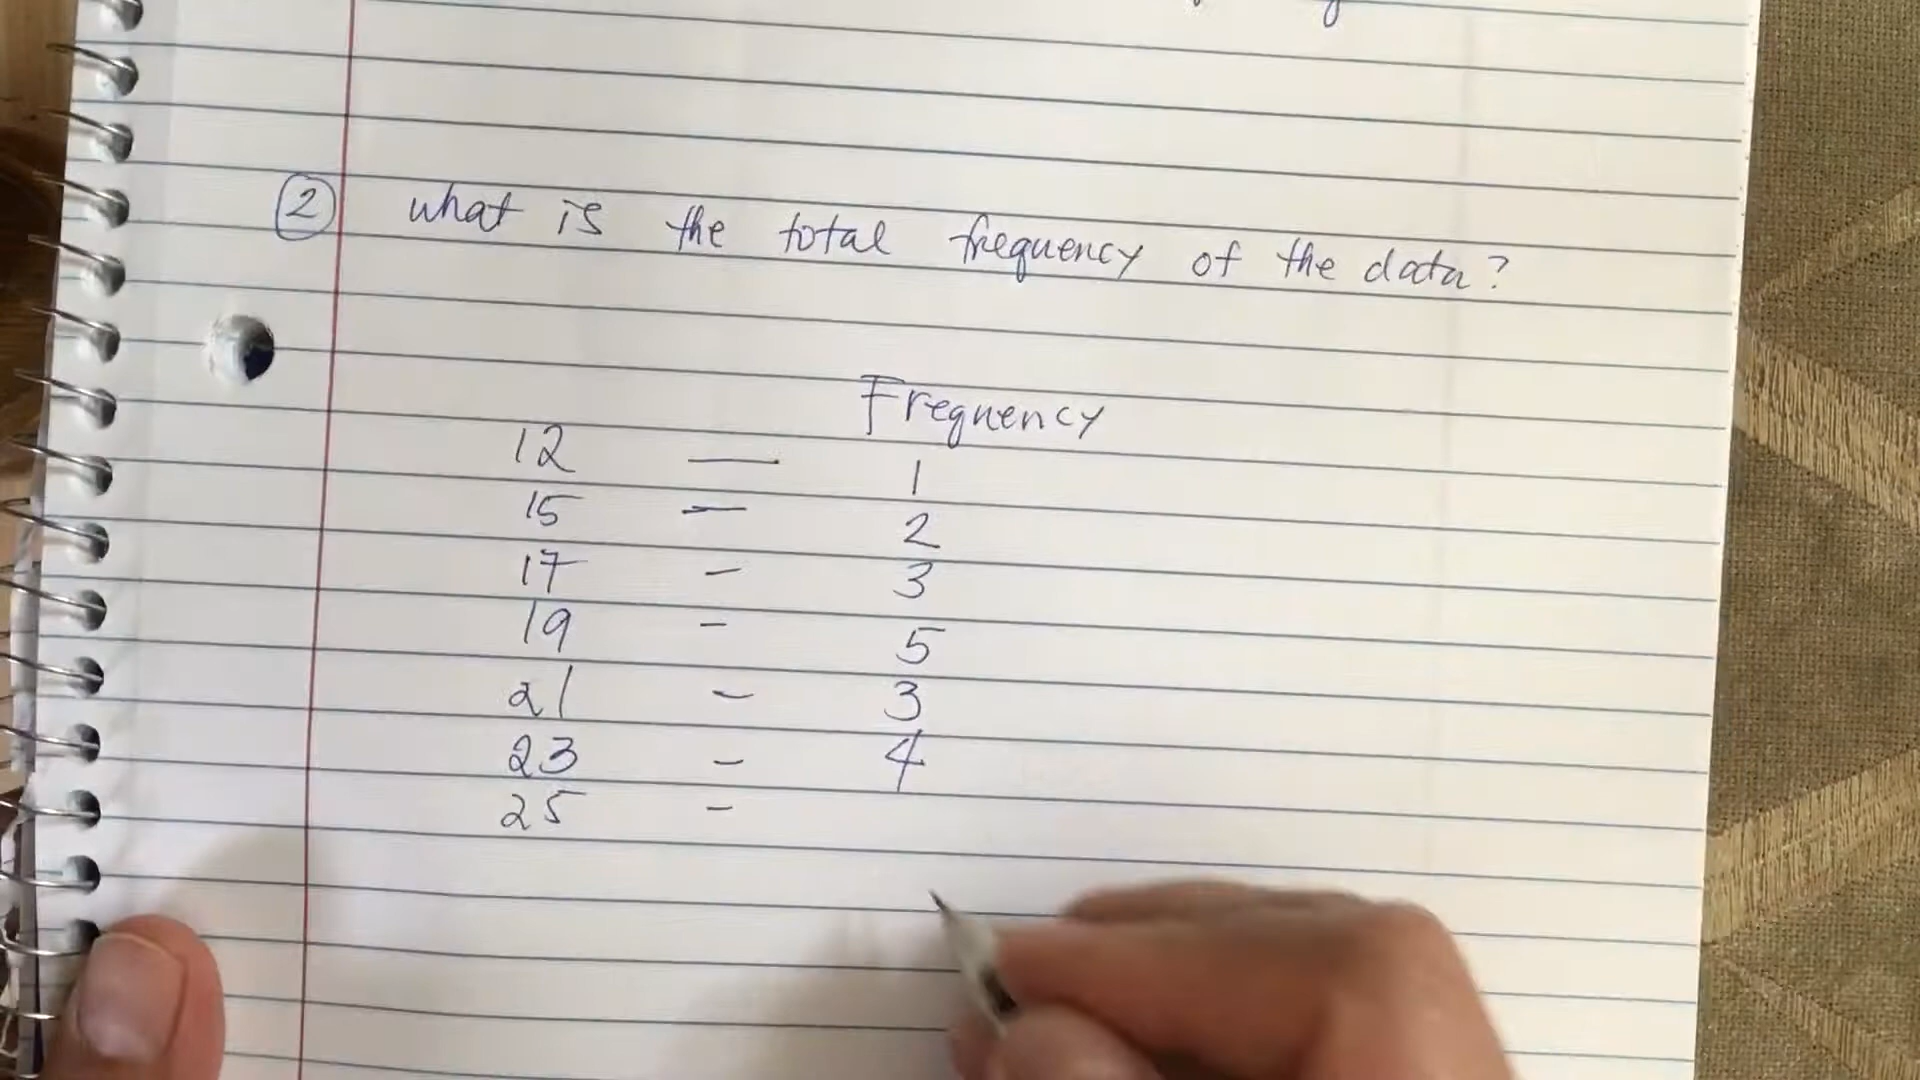 2 what is the total frequency of the data?
Frequency
12 — 1
15 — 2
17 - 3
19 - 5
21 - 3
23 - 4
25 -